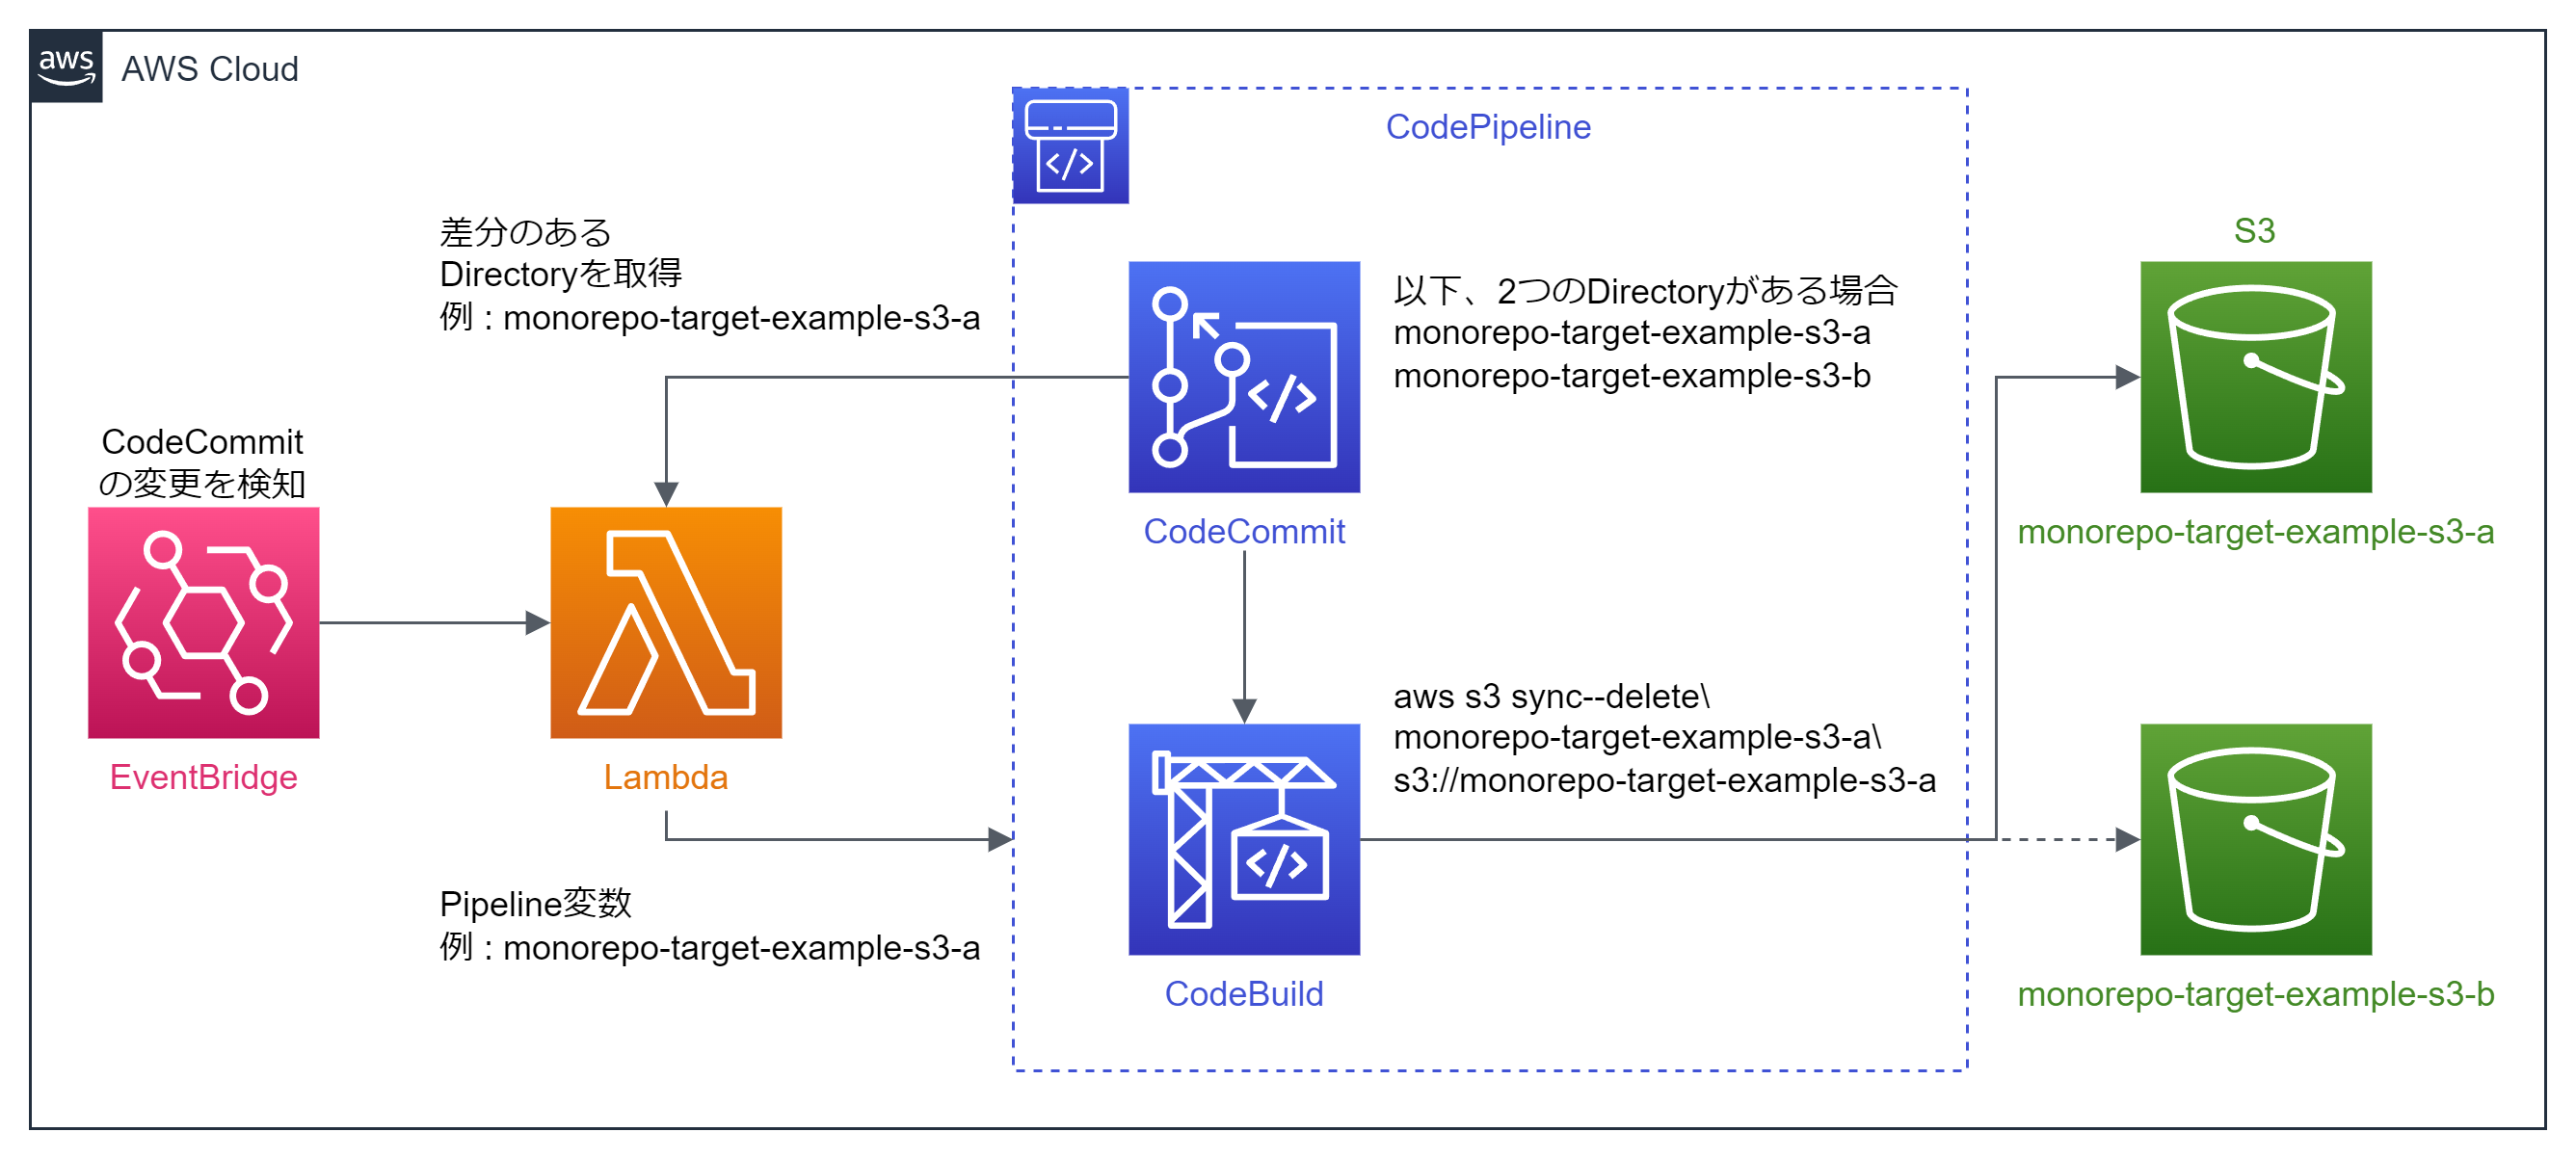 aws
AWS Cloud
CodePipeline
差分のある
Directoryを取得
例 : monorepo-target-example-s3-a
以下、2つのDirectoryがある場合
monorepo-target-example-s3-a
monorepo-target-example-s3-b
S3
CodeCommit
の変更を検知
CodeCommit
monorepo-target-example-s3-a
EventBridge
Lambda
aws s3 sync--delete\
monorepo-target-example-s3-a\
s3://monorepo-target-example-s3-a
Pipeline変数
例 : monorepo-target-example-s3-a
CodeBuild
monorepo-target-example-s3-b